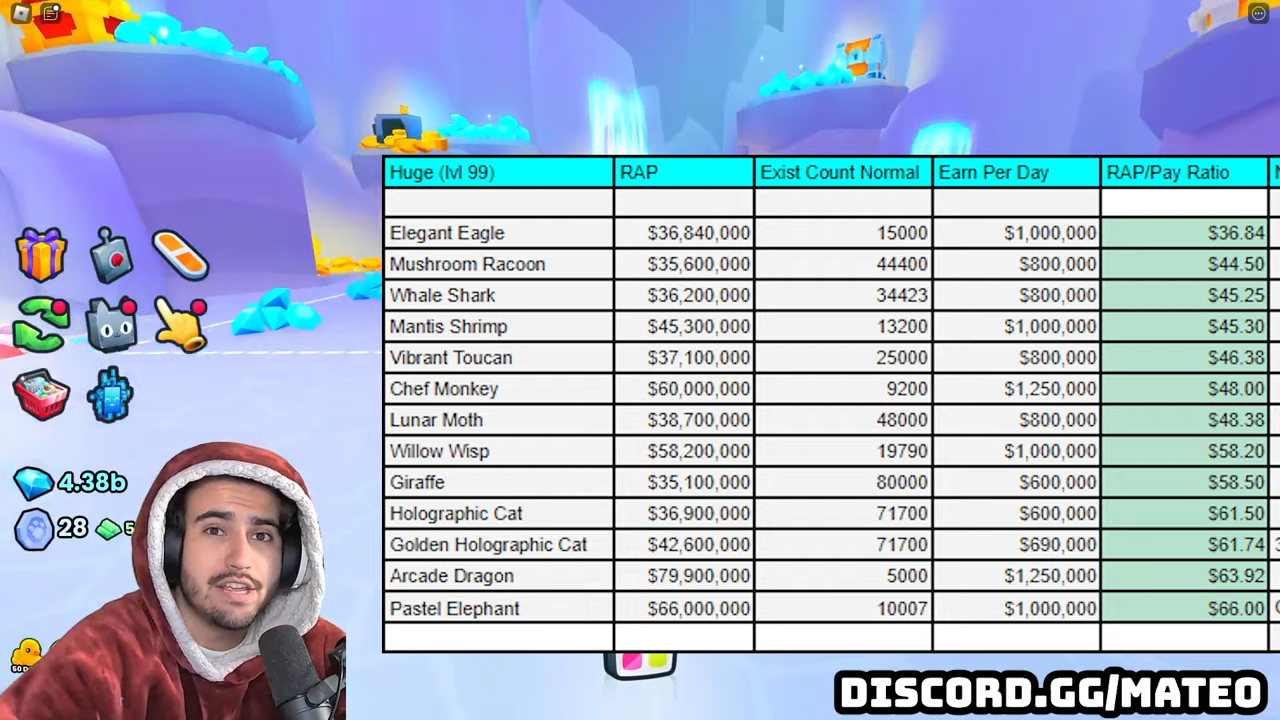 Huge (lvl 99) RAP Exist Count Normal Earn Per Day RAP/Pay Ratio
Elegant Eagle $36,840,000 15000 $1,000,000 $36.84
Mushroom Racoon $35,600,000 44400 $800,000 $44.50
Whale Shark $36,200,000 34423 $800,000 $45.25
Mantis Shrimp $45,300,000 13200 $1,000,000 $45.30
Vibrant Toucan $37,100,000 25000 $800,000 $46.38
Chef Monkey $60,000,000 9200 $1,250,000 $48.00
Lunar Moth $38,700,000 48000 $800,000 $48.38
Willow Wisp $58,200,000 19790 $1,000,000 $58.20
Giraffe $35,100,000 80000 $600,000 $58.50
Holographic Cat $36,900,000 71700 $600,000 $61.50
Golden Holographic Cat $42,600,000 71700 $690,000 $61.74
Arcade Dragon $79,900,000 5000 $1,250,000 $63.92
Pastel Elephant $66,000,000 10007 $1,000,000 $66.00
4.38b
28 5
DISCORD.GG/MATEO